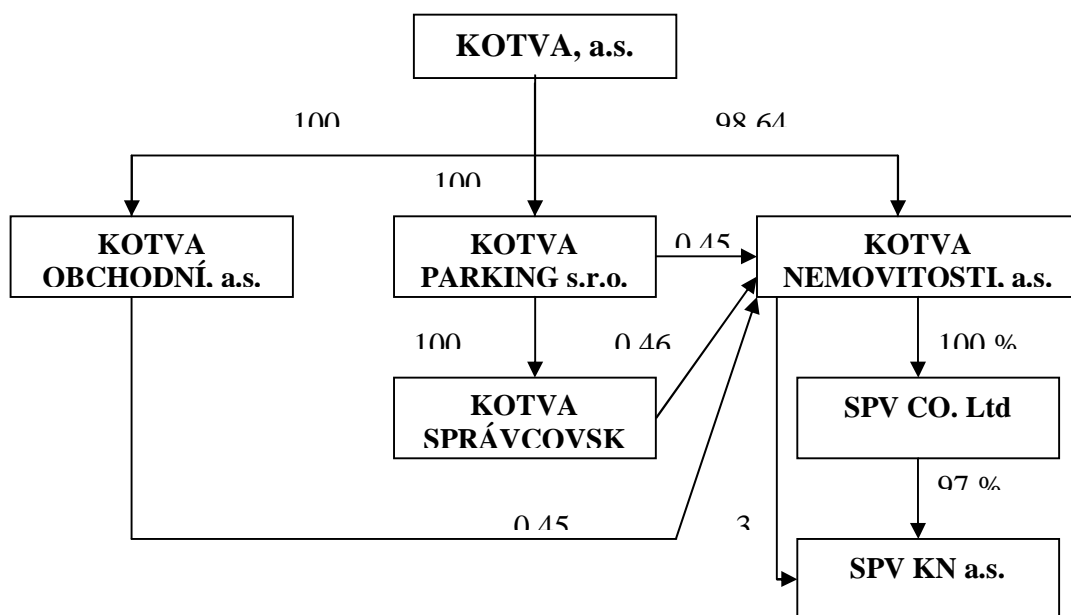 KOTVA, a.s.
100
98.64
100
KOTVA
OBCHODNÍ, a.s.
KOTVA
PARKING s.r.o.
0.45
KOTVA
NEMOVITOSTI, a.s.
100
0.46
100 %
KOTVA
SPRÁVCOVSK
SPV CO. Ltd
97 %
0.45
3
SPV KN a.s.